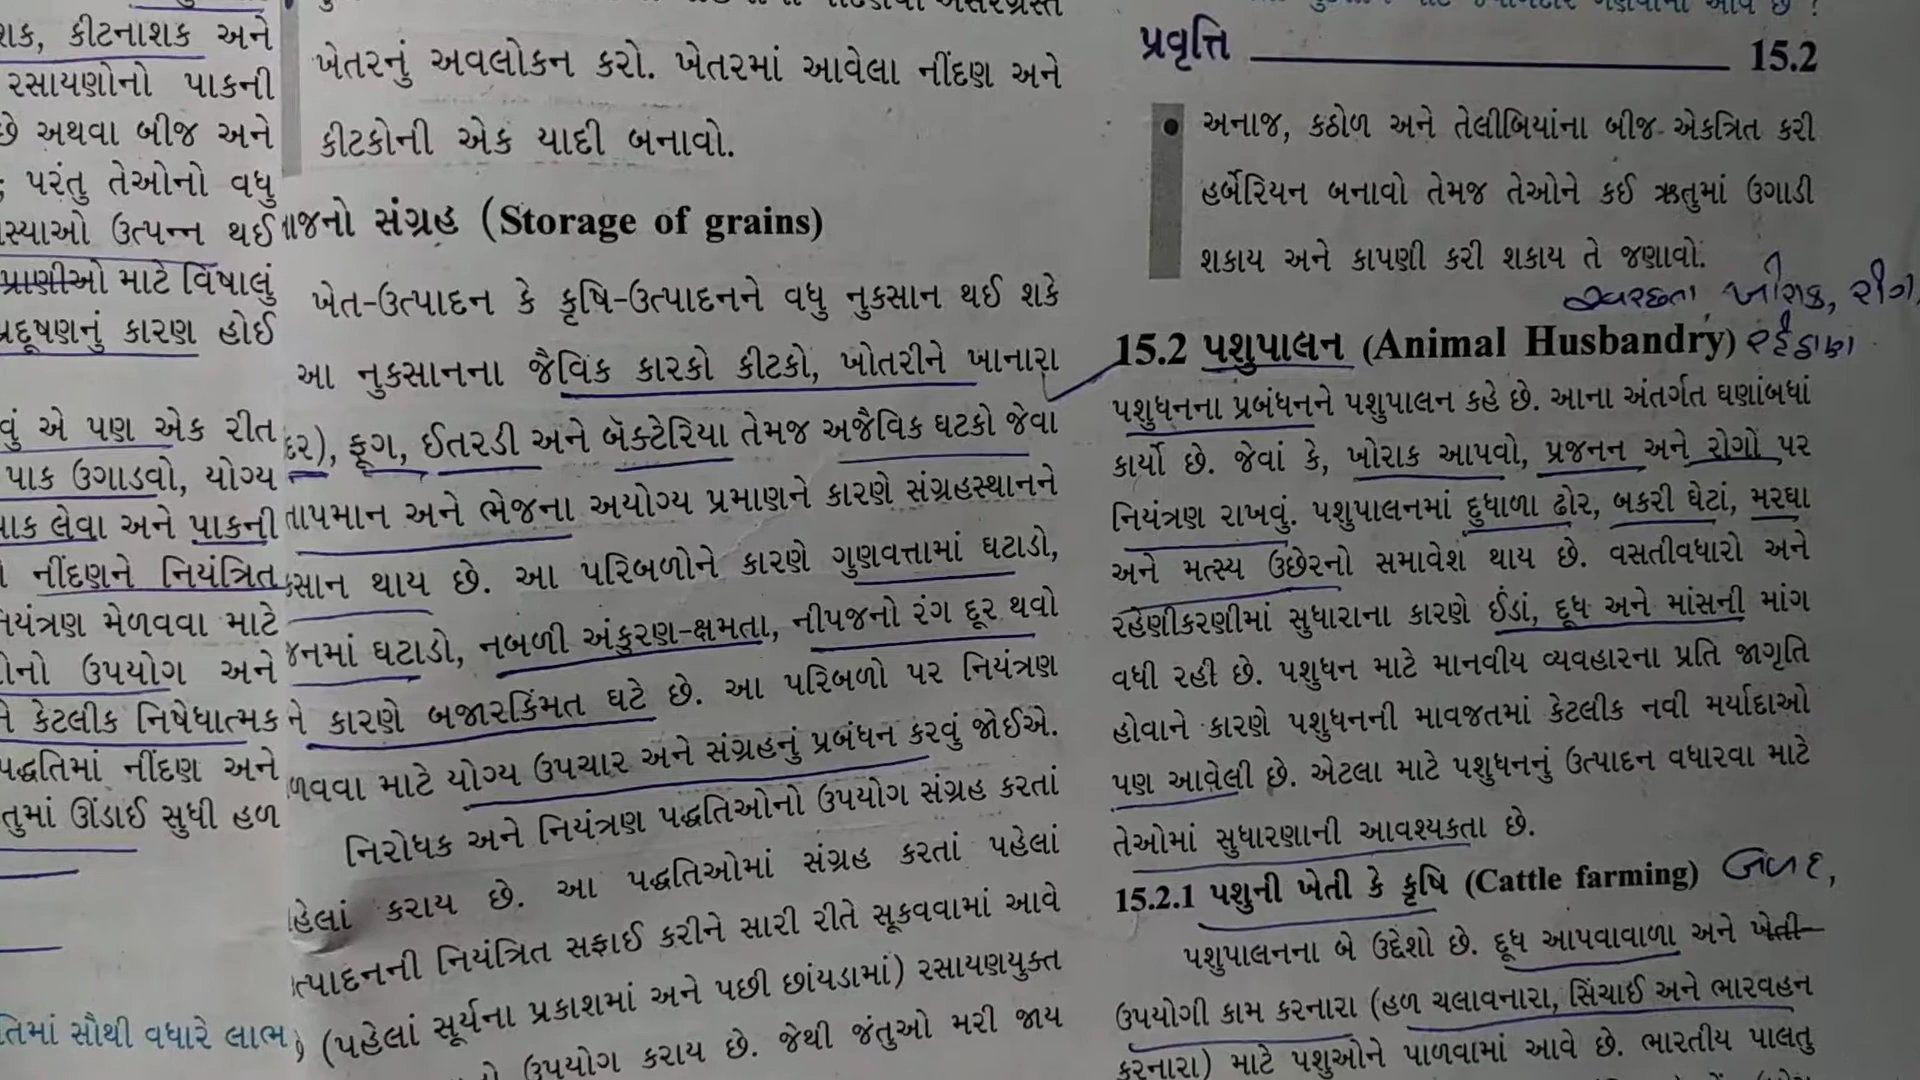 શક, કીટનાશક અને
રસાયણોનો પાકની
છે અથવા બીજ અને
પરંતુ તેઓનો વધુ
સ્યાઓ ઉત્પન્ન થઈ
પ્રાણીઓ માટે વિષાલું
પ્રદૂષણનું કારણ હોઈ
વું એ પણ એક રીત
પાક ઉગાડવો, યોગ્ય
પાક લેવા અને પાકની
નીંદણને નિયંત્રિત
નિયંત્રણ મેળવવા માટે
ોનો ઉપયોગ અને
ને કેટલીક નિષેધાત્મક
પદ્ધતિમાં નીંદણ અને
તુમાં ઊંડાઈ સુધી હળ
તિમાં સૌથી વધારે લાભ
ખેતરનું અવલોકન કરો. ખેતરમાં આવેલા નીંદણ અને
કીટકોની એક યાદી બનાવો.
ાજનો સંગ્રહ (Storage of grains)
ખેત-ઉત્પાદન કે કૃષિ-ઉત્પાદનને વધુ નુકસાન થઈ શકે
આ નુકસાનના જૈવિક કારકો કીટકો, ખોતરીને ખાનારા
દર), ફૂગ, ઈતરડી અને બૅક્ટેરિયા તેમજ અજૈવિક ઘટકો જેવા
તાપમાન અને ભેજના અયોગ્ય પ્રમાણને કારણે સંગ્રહસ્થાનને
કસાન થાય છે. આ પરિબળોને કારણે ગુણવત્તામાં ઘટાડો,
જનમાં ઘટાડો, નબળી અંકુરણ-ક્ષમતા, નીપજનો રંગ દૂર થવો
ને કારણે બજારકિંમત ઘટે છે. આ પરિબળો પર નિયંત્રણ
ળવવા માટે યોગ્ય ઉપચાર અને સંગ્રહનું પ્રબંધન કરવું જોઈએ.
નિરોધક અને નિયંત્રણ પદ્ધતિઓનો ઉપયોગ સંગ્રહ કરતાં
હેલાં કરાય છે. આ પદ્ધતિઓમાં સંગ્રહ કરતાં પહેલાં
ત્પાદનની નિયંત્રિત સફાઈ કરીને સારી રીતે સૂકવવામાં આવે
(પહેલાં સૂર્યના પ્રકાશમાં અને પછી છાંયડામાં) રસાયણયુક્ત
ઉપયોગ કરાય છે. જેથી જંતુઓ મરી જાય
પ્રવૃત્તિ 15.2
• અનાજ, કઠોળ અને તેલીબિયાંના બીજ એકત્રિત કરી
હર્બેરિયન બનાવો તેમજ તેઓને કઈ ઋતુમાં ઉગાડી
શકાય અને કાપણી કરી શકાય તે જણાવો.
સ્વચ્છતા, ખોરાક, રોગ,
15.2 પશુપાલન (Animal Husbandry) રહેઠાણ
પશુધનના પ્રબંધનને પશુપાલન કહે છે. આના અંતર્ગત ઘણાંબધાં
કાર્યો છે. જેવાં કે, ખોરાક આપવો, પ્રજનન અને રોગો પર
નિયંત્રણ રાખવું. પશુપાલનમાં દુધાળા ઢોર, બકરી ઘેટાં, મરઘા
અને મત્સ્ય ઉછેરનો સમાવેશ થાય છે. વસતીવધારો અને
રહેણીકરણીમાં સુધારાના કારણે ઈંડાં, દૂધ અને માંસની માંગ
વધી રહી છે. પશુધન માટે માનવીય વ્યવહારના પ્રતિ જાગૃતિ
હોવાને કારણે પશુધનની માવજતમાં કેટલીક નવી મર્યાદાઓ
પણ આવેલી છે. એટલા માટે પશુધનનું ઉત્પાદન વધારવા માટે
તેઓમાં સુધારણાની આવશ્યકતા છે.
15.2.1 પશુની ખેતી કે કૃષિ (Cattle farming) બળદ,
પશુપાલનના બે ઉદ્દેશો છે. દૂધ આપવાવાળા અને ખેતી
ઉપયોગી કામ કરનારા (હળ ચલાવનારા, સિંચાઈ અને ભારવહન
કરનારા) માટે પશુઓને પાળવામાં આવે છે. ભારતીય પાલતુ